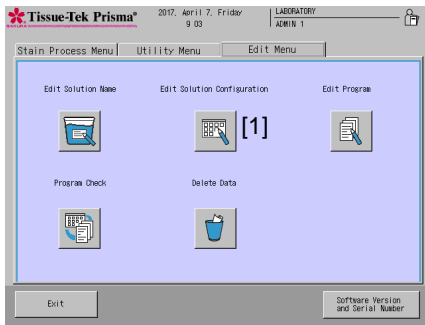 Tissue-Tek Prisma®
SAKURA
2017, April 7, Friday
9 03
LABORATORY
ADMIN 1
Stain Process Menu
Utility Menu
Edit Menu
Edit Solution Name
Edit Solution Configuration
Edit Program
[1]
Program Check
Delete Data
Exit
Software Version
and Serial Number